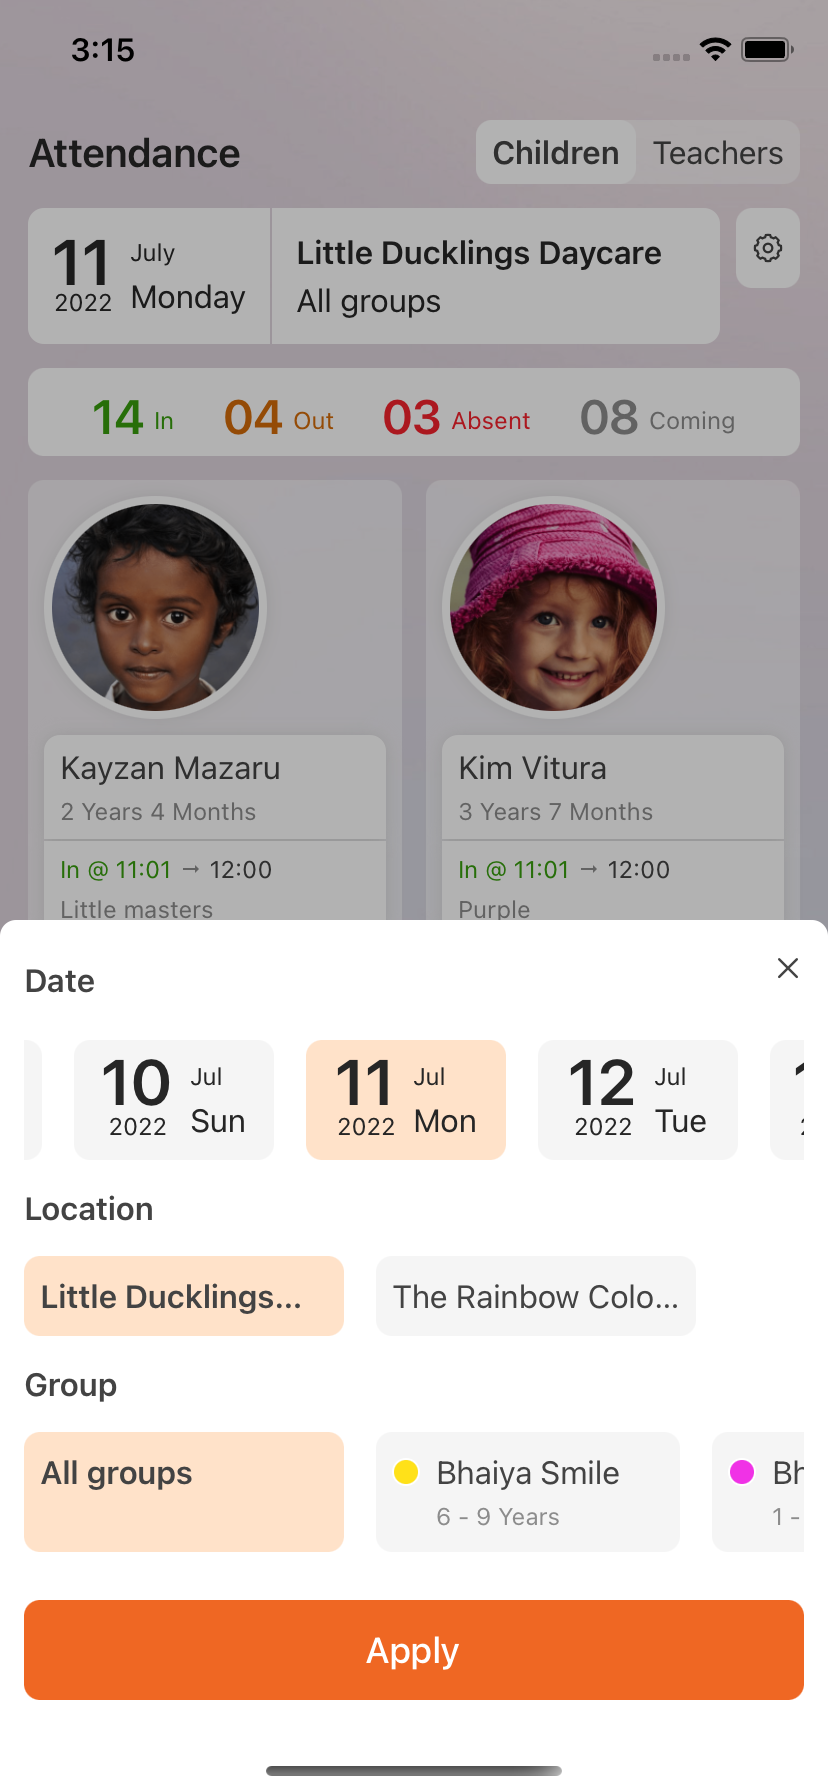 3:15
Attendance
Children Teachers
11 July
2022 Monday
Little Ducklings Daycare
All groups
14 In 04 Out 03 Absent 08 Coming
Kayzan Mazaru
2 Years 4 Months
In @ 11:01 → 12:00
Little masters
Kim Vitura
3 Years 7 Months
In @ 11:01 → 12:00
Purple
Date
10 Jul
2022 Sun
11 Jul
2022 Mon
12 Jul
2022 Tue
Location
Little Ducklings...
The Rainbow Colo...
Group
All groups
Bhaiya Smile
6 - 9 Years
Bh
1 -
Apply